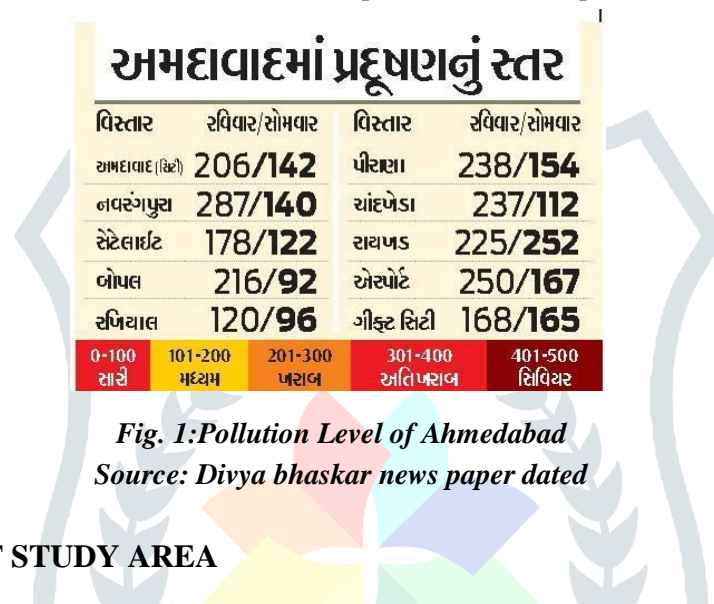 અમદાવાદમાં પ્રદૂષણનું સ્તર
વિસ્તાર રવિવાર/સોમવાર વિસ્તાર રવિવાર/સોમવાર
અમદાવાદ (સિટી) 206/142 પીરાણા 238/154
નવરંગપુરા 287/140 ચાંદખેડા 237/112
સેટેલાઈટ 178/122 રાયખડ 225/252
બોપલ 216/92 એરપોર્ટ 250/167
રખિયાલ 120/96 ગીફ્ટ સિટી 168/165
0-100 101-200 201-300 301-400 401-500
સારી મધ્યમ ખરાબ અતિખરાબ સિવિયર
Fig. 1:Pollution Level of Ahmedabad
Source: Divya bhaskar news paper dated
STUDY AREA